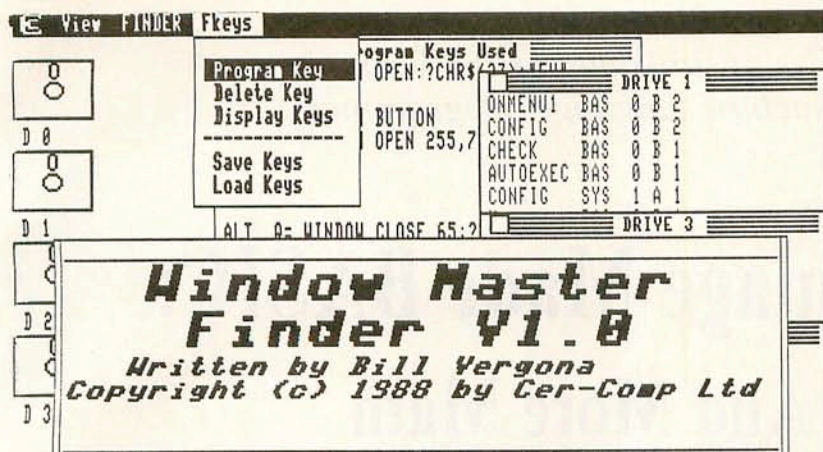 View FINDER Fkeys
Program Key
Delete Key
Display Keys
--------------
Save Keys
Load Keys
ogram Keys Used
OPEN:?CHR$(27)
BUTTON
OPEN 255,7
ALT A= WINDOW CLOSE 65:?
DRIVE 1
ONMENU1 BAS 0 B 2
CONFIG BAS 0 B 2
CHECK BAS 0 B 1
AUTOEXEC BAS 0 B 1
CONFIG SYS 1 A 1
DRIVE 3
D 0
D 1
D 2
D 3
Window Master
Finder V1.0
Written by Bill Vergona
Copyright (c) 1988 by Cer-Comp Ltd